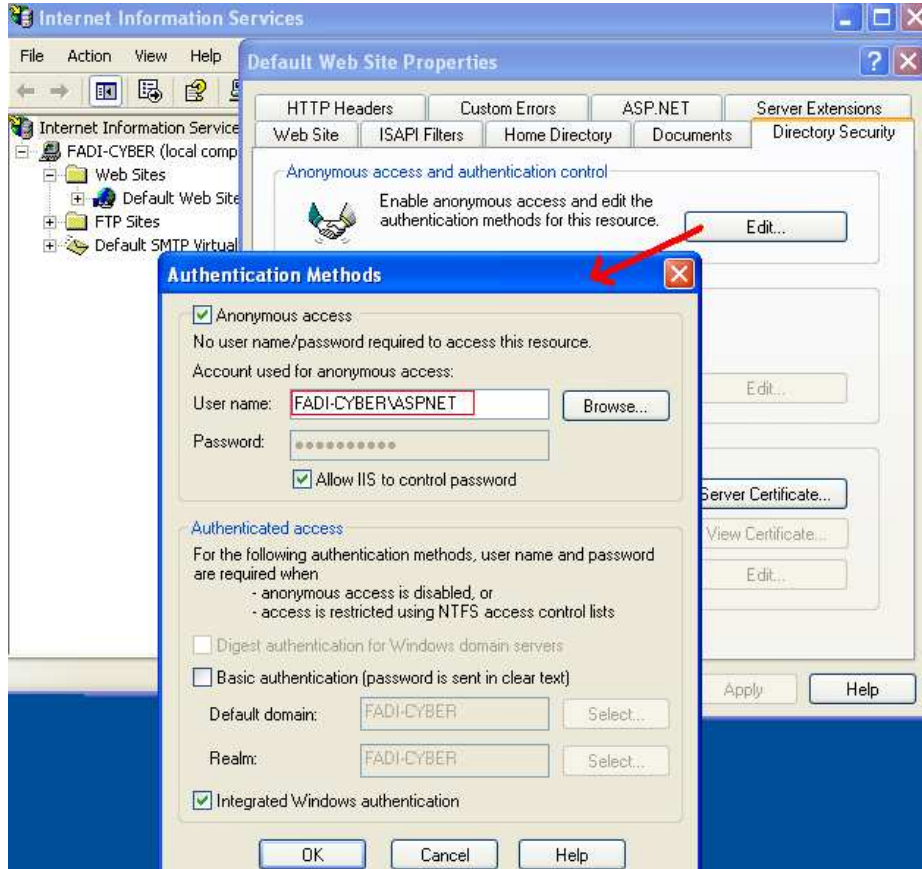 Internet Information Services
File Action View Help
Internet Information Service
FADI-CYBER (local comp
Web Sites
Default Web Site
FTP Sites
Default SMTP Virtual
Default Web Site Properties
HTTP Headers Custom Errors ASP.NET Server Extensions
Web Site ISAPI Filters Home Directory Documents Directory Security
Anonymous access and authentication control
Enable anonymous access and edit the
authentication methods for this resource.
Edit...
Edit...
Server Certificate...
View Certificate...
Edit...
Apply Help
Authentication Methods
Anonymous access
No user name/password required to access this resource.
Account used for anonymous access:
User name: FADI-CYBER\ASPNET Browse...
Password:
Allow IIS to control password
Authenticated access
For the following authentication methods, user name and password
are required when
- anonymous access is disabled, or
- access is restricted using NTFS access control lists
Digest authentication for Windows domain servers
Basic authentication (password is sent in clear text)
Default domain: FADI-CYBER Select...
Realm: FADI-CYBER Select...
Integrated Windows authentication
OK Cancel Help